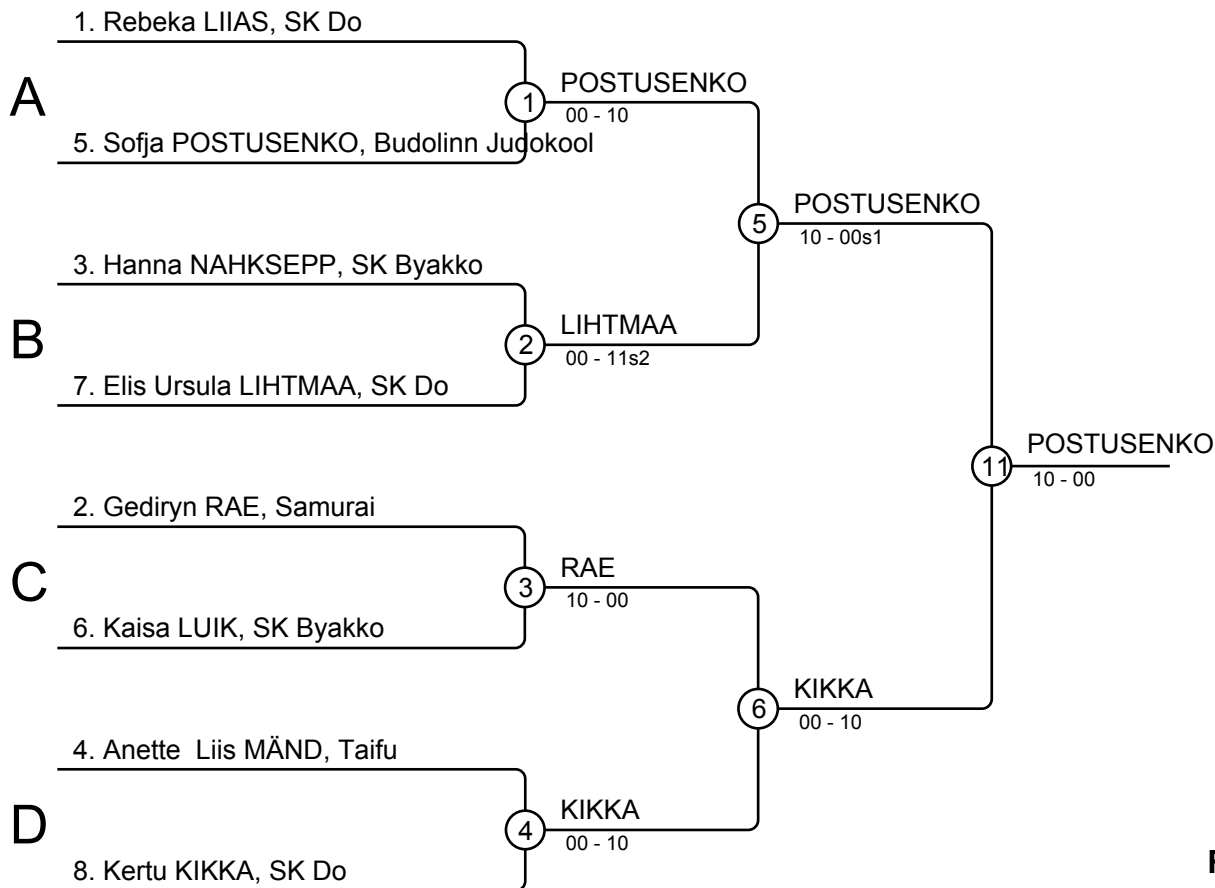 1. Rebeka LIIAS, SK Do
A
1
POSTUSENKO
00 - 10
5. Sofja POSTUSENKO, Budolinn Judokool
5
POSTUSENKO
10 - 00s1
3. Hanna NAHKSEPP, SK Byakko
B
2
LIHTMAA
00 - 11s2
7. Elis Ursula LIHTMAA, SK Do
11
POSTUSENKO
10 - 00
2. Gediryn RAE, Samurai
C
3
RAE
10 - 00
6. Kaisa LUIK, SK Byakko
6
KIKKA
00 - 10
4. Anette  Liis MÄND, Taifu
D
4
KIKKA
00 - 10
8. Kertu KIKKA, SK Do